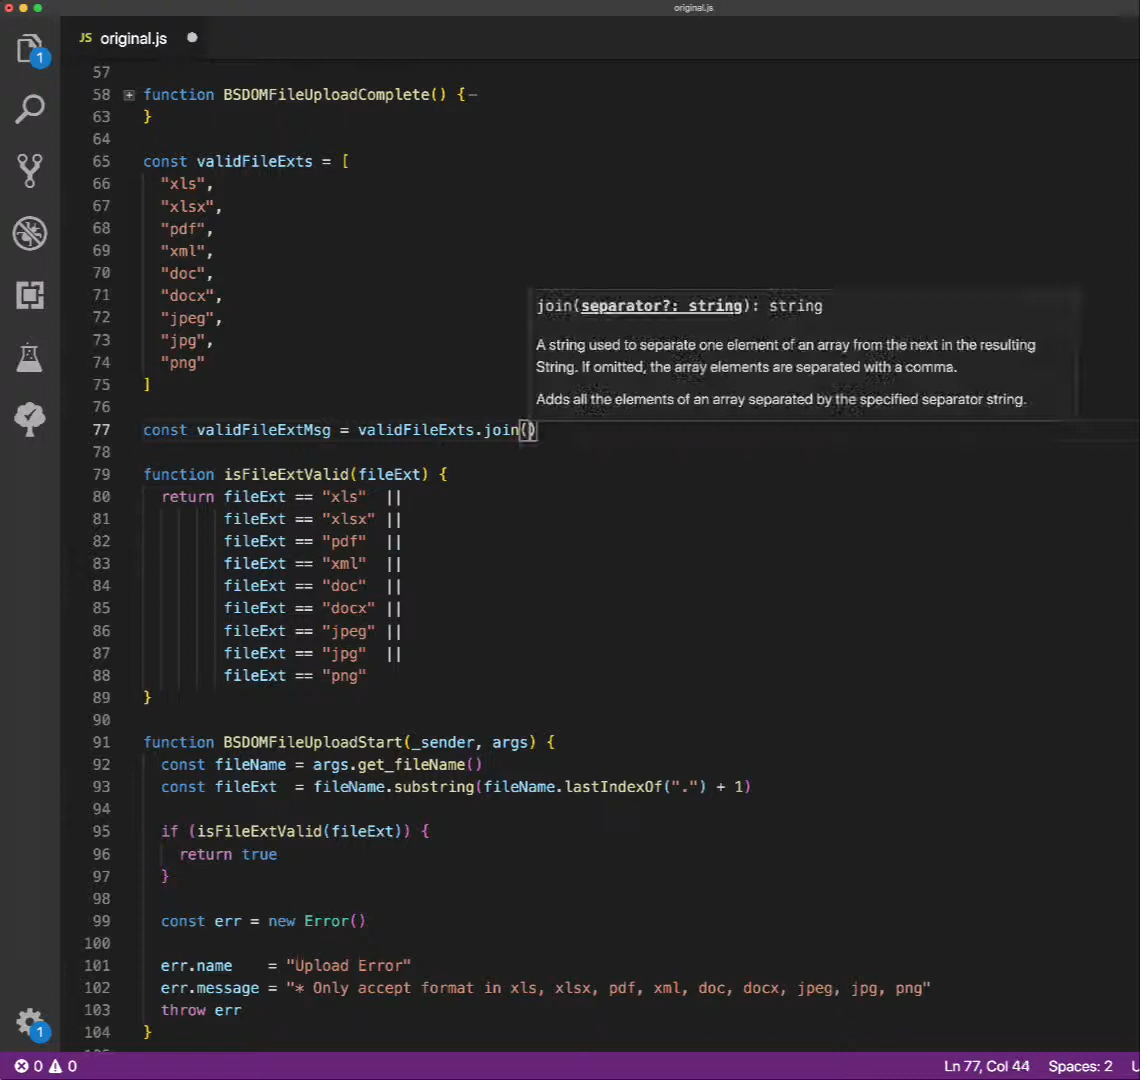 original.js
JS original.js
1
57
58 function BSDOMFileUploadComplete() {
63 }
64
65 const validFileExts = [
66 "xls",
67 "xlsx",
68 "pdf",
69 "xml",
70 "doc",
71 "docx",
72 "jpeg",
73 "jpg",
74 "png"
75 ]
76
join(separator?: string): string
A string used to separate one element of an array from the next in the resulting
String. If omitted, the array elements are separated with a comma.
Adds all the elements of an array separated by the specified separator string.
77 const validFileExtMsg = validFileExts.join()
78
79 function isFileExtValid(fileExt) {
80 return fileExt == "xls" ||
81 fileExt == "xlsx" ||
82 fileExt == "pdf" ||
83 fileExt == "xml" ||
84 fileExt == "doc" ||
85 fileExt == "docx" ||
86 fileExt == "jpeg" ||
87 fileExt == "jpg" ||
88 fileExt == "png"
89 }
90
91 function BSDOMFileUploadStart(_sender, args) {
92 const fileName = args.get_fileName()
93 const fileExt = fileName.substring(fileName.lastIndexOf(".") + 1)
94
95 if (isFileExtValid(fileExt)) {
96 return true
97 }
98
99 const err = new Error()
100
101 err.name = "Upload Error"
102 err.message = "* Only accept format in xls, xlsx, pdf, xml, doc, docx, jpeg, jpg, png"
103 throw err
104 }
1
0 0 Ln 77, Col 44 Spaces: 2